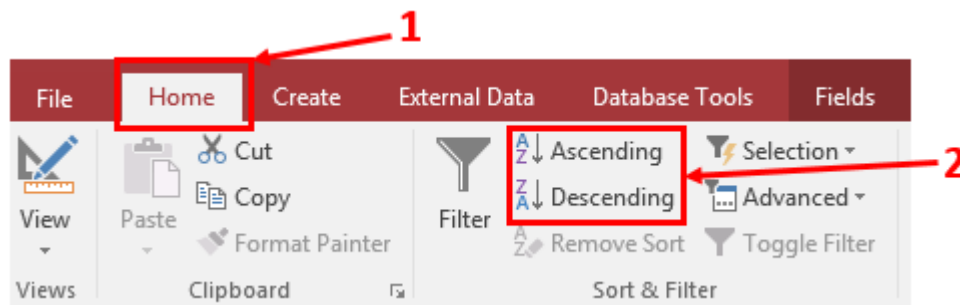 1
File Home Create External Data Database Tools Fields
Cut
A Z Ascending
Selection
2
Copy
Z A Descending
Advanced
View
Paste
Filter
Format Painter
A Z Remove Sort
Toggle Filter
Views
Clipboard
Sort & Filter